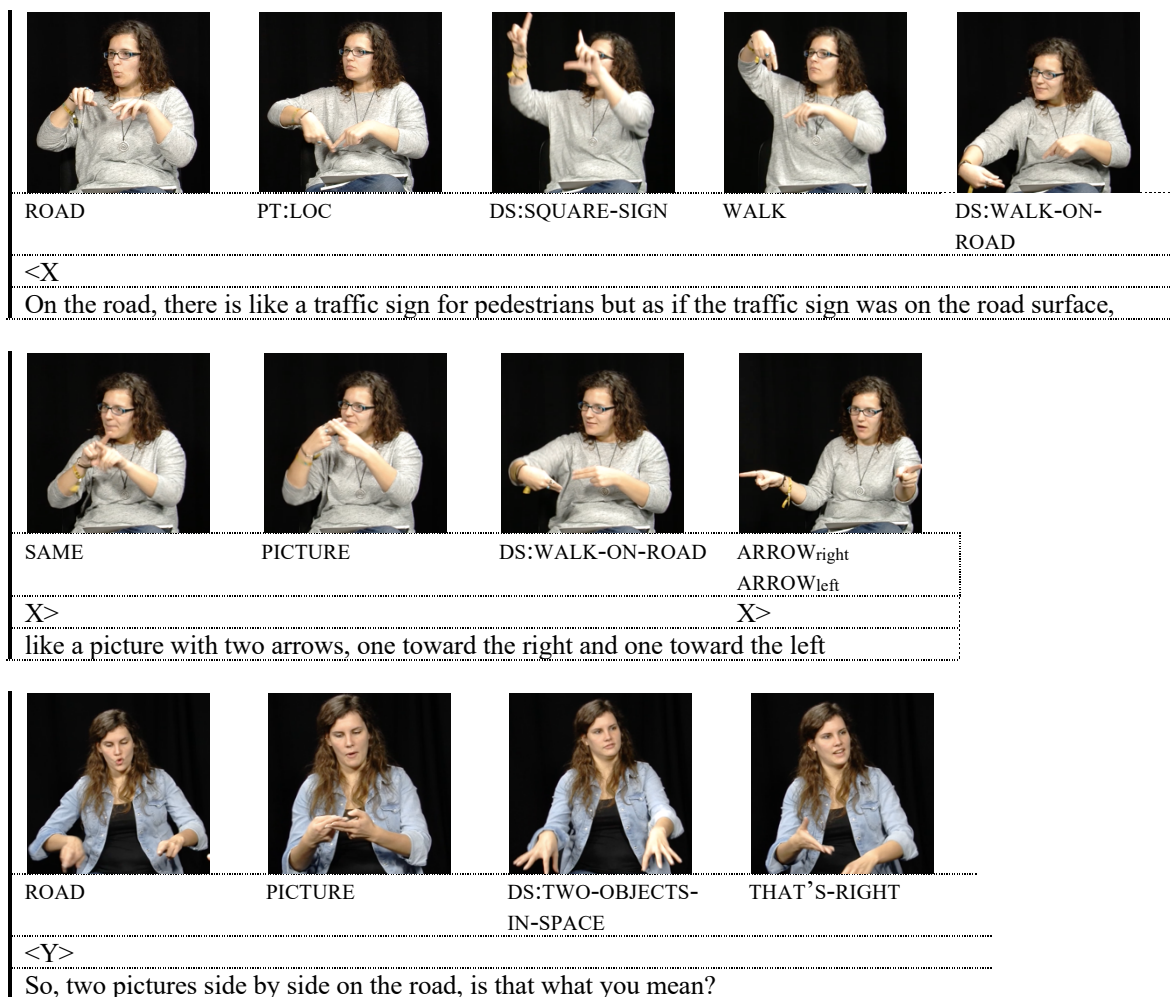 ROAD PT:LOC DS:SQUARE-SIGN WALK DS:WALK-ON-
ROAD
<X
On the road, there is like a traffic sign for pedestrians but as if the traffic sign was on the road surface,
SAME PICTURE DS:WALK-ON-ROAD ARROWright
ARROWleft
X> X>
like a picture with two arrows, one toward the right and one toward the left
ROAD PICTURE DS:TWO-OBJECTS- THAT’S-RIGHT
IN-SPACE
<Y>
So, two pictures side by side on the road, is that what you mean?